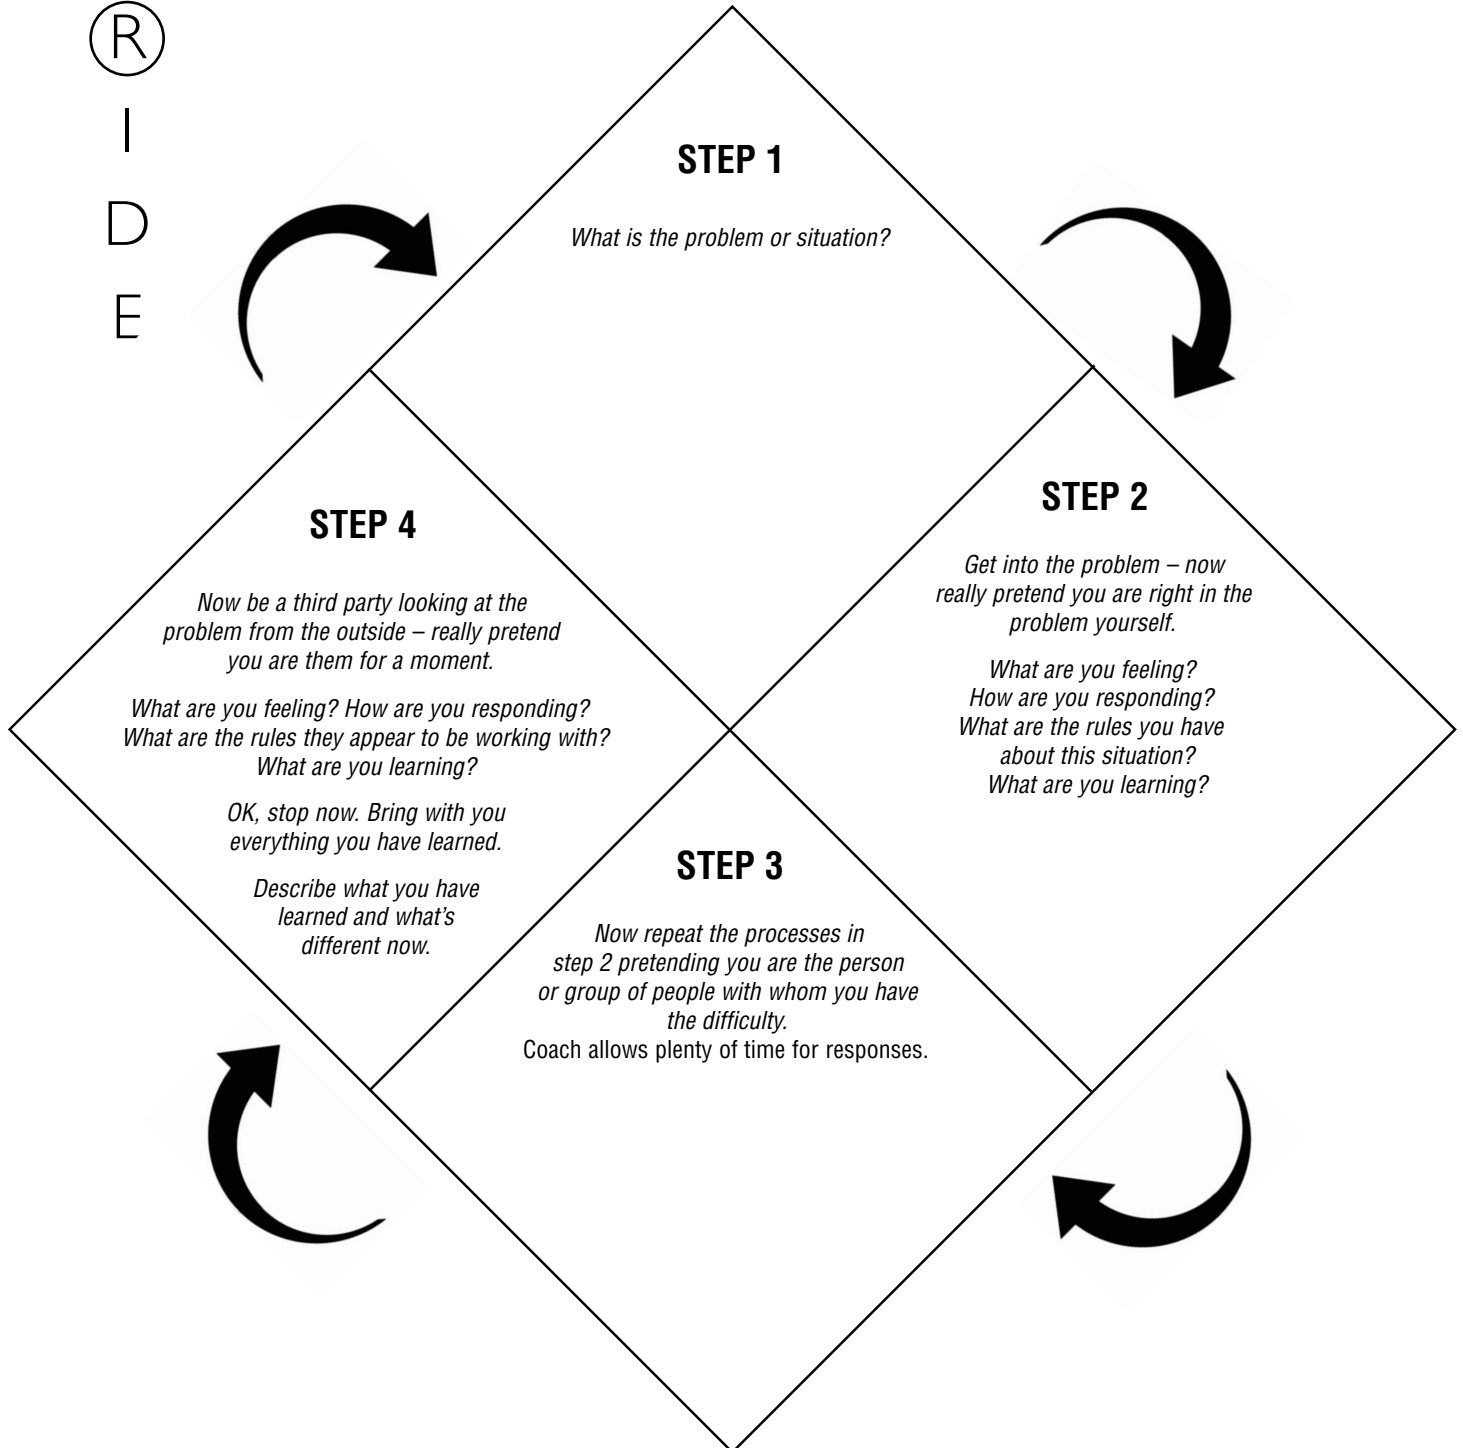 R
I
D
E
STEP 1
What is the problem or situation?
STEP 2
Get into the problem – now
really pretend you are right in the
problem yourself.
What are you feeling?
How are you responding?
What are the rules you have
about this situation?
What are you learning?
STEP 3
Now repeat the processes in
step 2 pretending you are the person
or group of people with whom you have
the difficulty.
Coach allows plenty of time for responses.
STEP 4
Now be a third party looking at the
problem from the outside – really pretend
you are them for a moment.
What are you feeling? How are you responding?
What are the rules they appear to be working with?
What are you learning?
OK, stop now. Bring with you
everything you have learned.
Describe what you have
learned and what’s
different now.